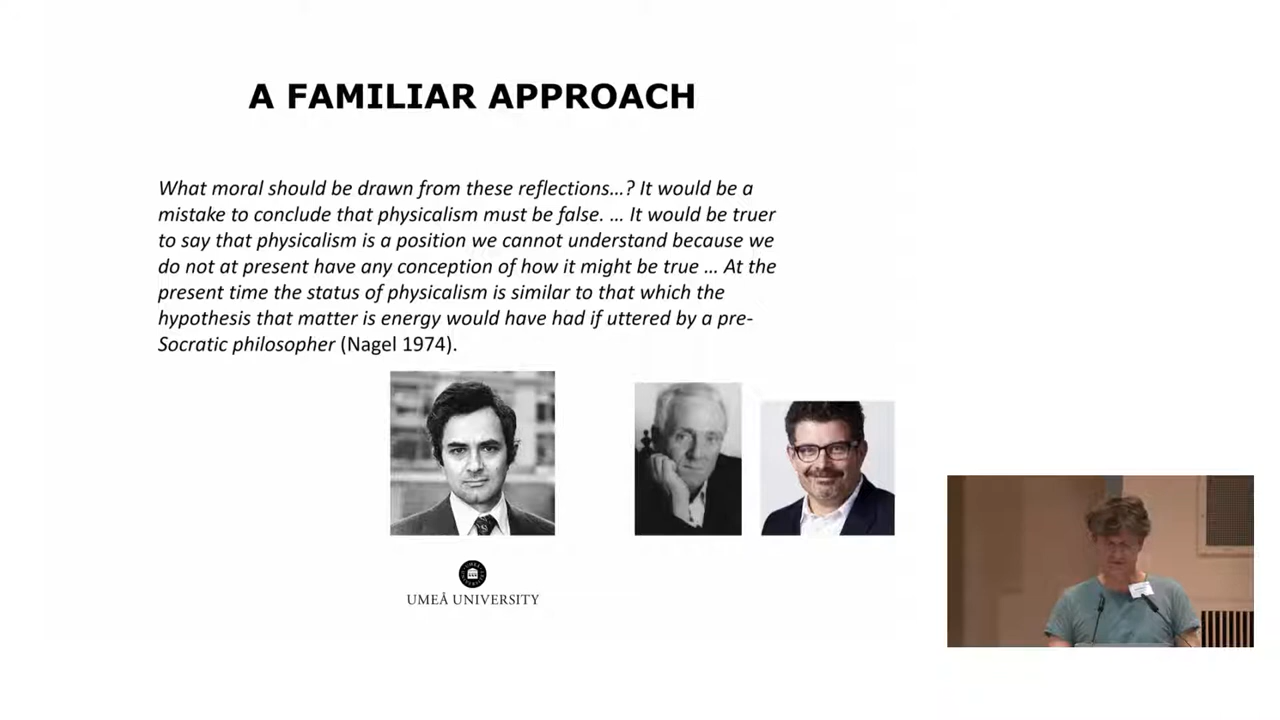 A FAMILIAR APPROACH
What moral should be drawn from these reflections…? It would be a
mistake to conclude that physicalism must be false. … It would be truer
to say that physicalism is a position we cannot understand because we
do not at present have any conception of how it might be true … At the
present time the status of physicalism is similar to that which the
hypothesis that matter is energy would have had if uttered by a pre-
Socratic philosopher (Nagel 1974).
UMEÅ UNIVERSITY